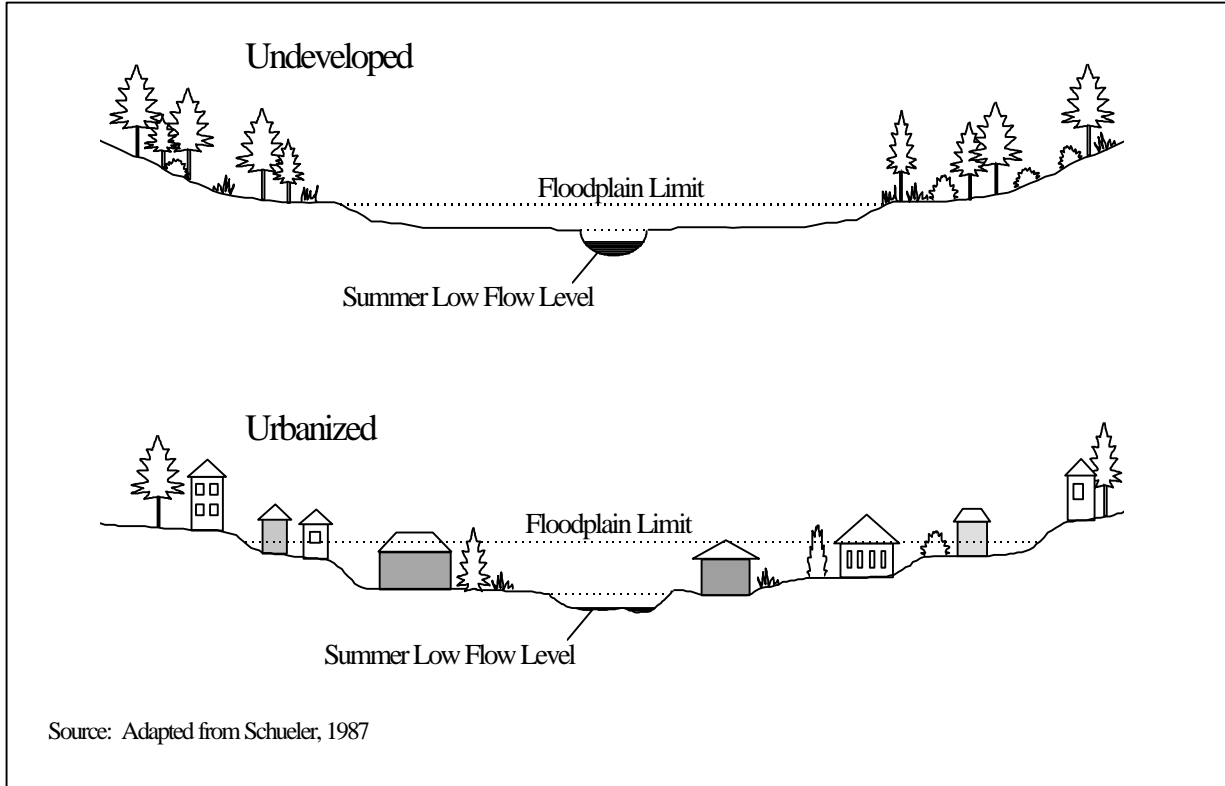 Undeveloped
Floodplain Limit
Summer Low Flow Level
Urbanized
Floodplain Limit
Summer Low Flow Level
Source: Adapted from Schueler, 1987